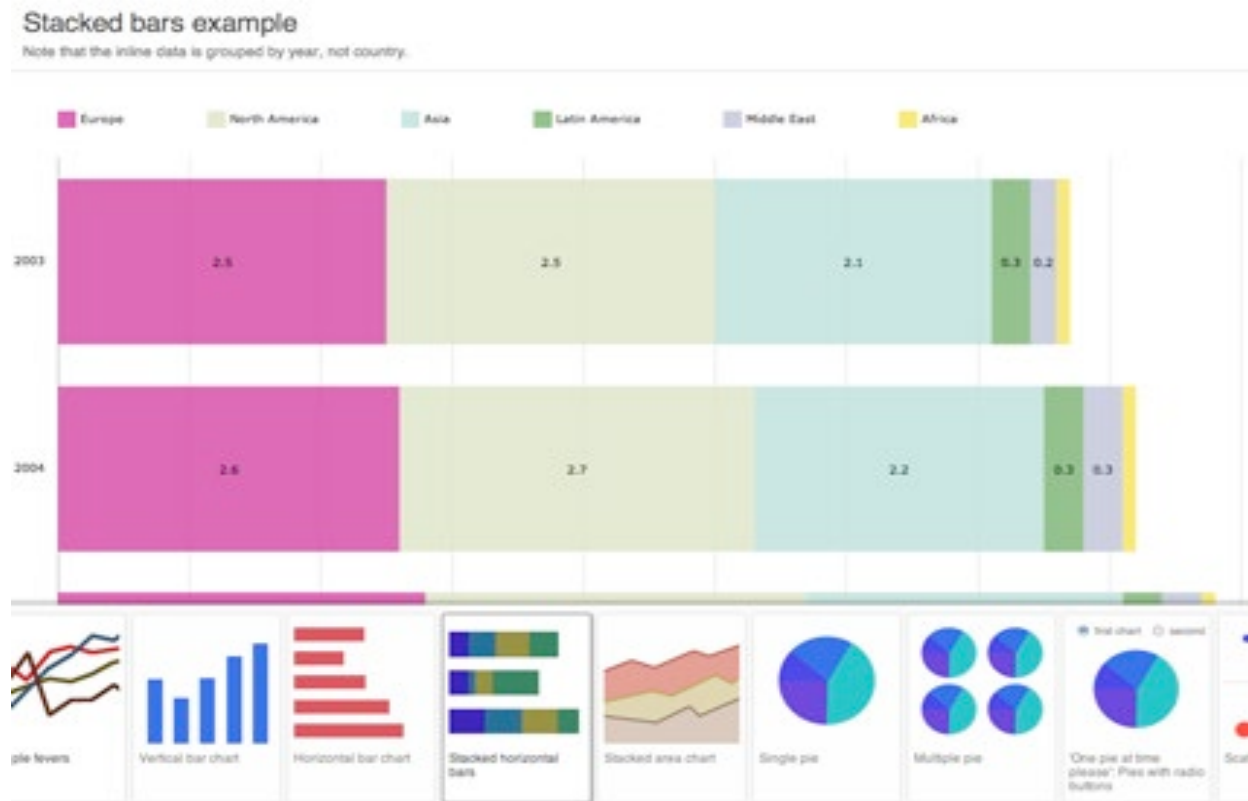 Stacked bars example
Note that the inline data is grouped by year, not country.
Europe North America Asia Latin America Middle East Africa
2003 2.5 2.5 2.1 0.3 0.2
2004 2.6 2.7 2.2 0.3 0.3
first chart second
ple fevers Vertical bar chart Horizontal bar chart Stacked horizontal Stacked area chart Single pie Multiple pie 'One pie at time Scat
bars please': Pies with radio
buttons